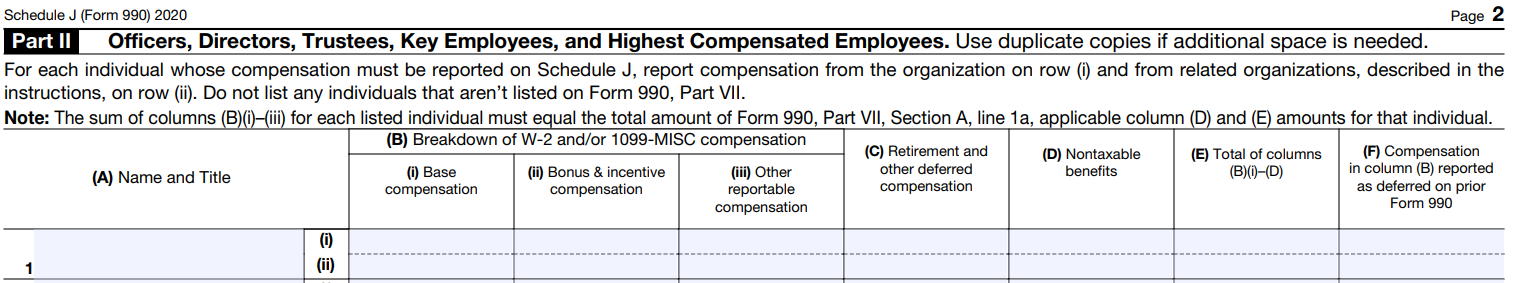 Schedule J (Form 990) 2020 Page 2
Part II Officers, Directors, Trustees, Key Employees, and Highest Compensated Employees. Use duplicate copies if additional space is needed.
For each individual whose compensation must be reported on Schedule J, report compensation from the organization on row (i) and from related organizations, described in the
instructions, on row (ii). Do not list any individuals that aren't listed on Form 990, Part VII.
Note: The sum of columns (B)(i)–(iii) for each listed individual must equal the total amount of Form 990, Part VII, Section A, line 1a, applicable column (D) and (E) amounts for that individual.
(A) Name and Title
(B) Breakdown of W-2 and/or 1099-MISC compensation
(i) Base
compensation
(ii) Bonus & incentive
compensation
(iii) Other
reportable
compensation
(C) Retirement and
other deferred
compensation
(D) Nontaxable
benefits
(E) Total of columns
(B)(i)–(D)
(F) Compensation
in column (B) reported
as deferred on prior
Form 990
(i)
1 (ii)